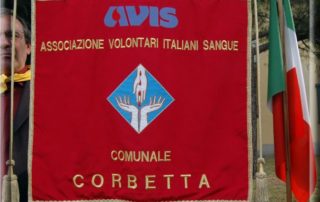 AVIS
ASSOCIAZIONE VOLONTARI ITALIANI SANGUE
COMUNALE
CORBETTA